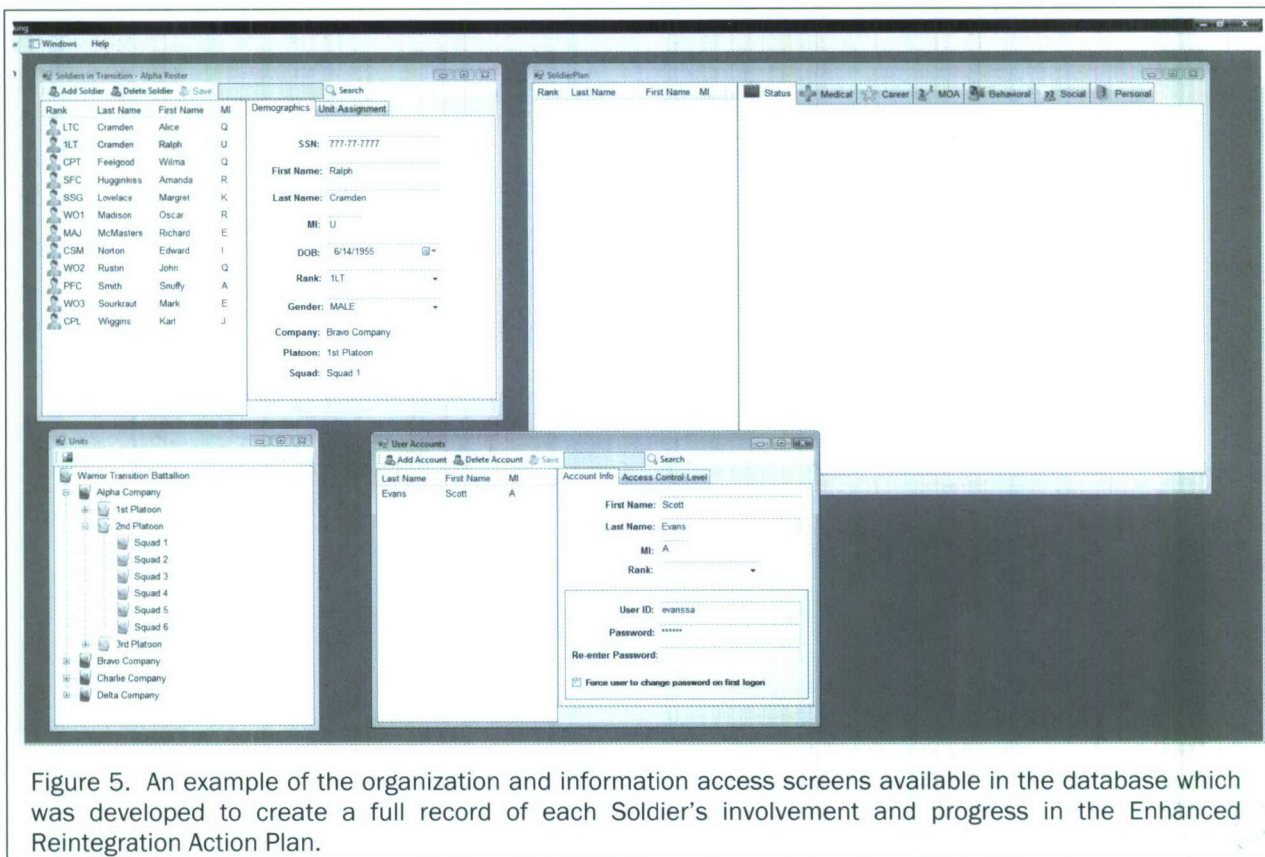 king
Windows Help
Soldiers in Transition - Alpha Roster
Add Soldier Delete Soldier Save Search
Rank Last Name First Name MI
LTC Cramden Alice Q
1LT Cramden Ralph U
CPT Feelgood Wilma Q
SFC Hugginkiss Amanda R
SSG Lovelace Margret K
WO1 Madison Oscar R
MAJ McMasters Richard E
CSM Norton Edward I
WO2 Rustin John Q
PFC Smith Snuffy A
WO3 Sourkraut Mark E
CPL Wiggins Karl J
Demographics Unit Assignment
SSN: 777-77-7777
First Name: Ralph
Last Name: Cramden
MI: U
DOB: 6/14/1955
Rank: 1LT
Gender: MALE
Company: Bravo Company
Platoon: 1st Platoon
Squad: Squad 1
SoldierPlan
Rank Last Name First Name MI
Status Medical Career MOA Behavioral Social Personal
Units
Warrior Transition Battalion
Alpha Company
1st Platoon
2nd Platoon
Squad 1
Squad 2
Squad 3
Squad 4
Squad 5
Squad 6
3rd Platoon
Bravo Company
Charlie Company
Delta Company
User Accounts
Add Account Delete Account Save Search
Last Name First Name MI
Evans Scott A
Account Info Access Control Level
First Name: Scott
Last Name: Evans
MI: A
Rank:
User ID: evanssa
Password: ******
Re-enter Password:
Force user to change password on first logon
Figure 5. An example of the organization and information access screens available in the database which
was developed to create a full record of each Soldier's involvement and progress in the Enhanced
Reintegration Action Plan.